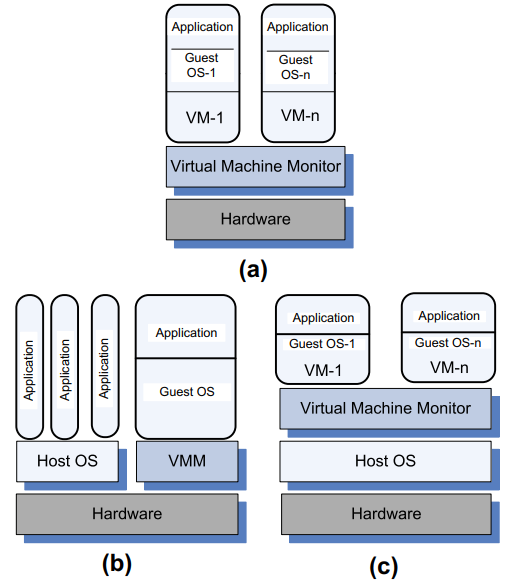 Application
Application
Guest
OS-1
Guest
OS-n
VM-1
VM-n
Virtual Machine Monitor
Hardware
(a)
Application
Application
Application
Application
Guest OS
Host OS
VMM
Hardware
(b)
Application
Application
Guest OS-1
Guest OS-n
VM-1
VM-n
Virtual Machine Monitor
Host OS
Hardware
(c)